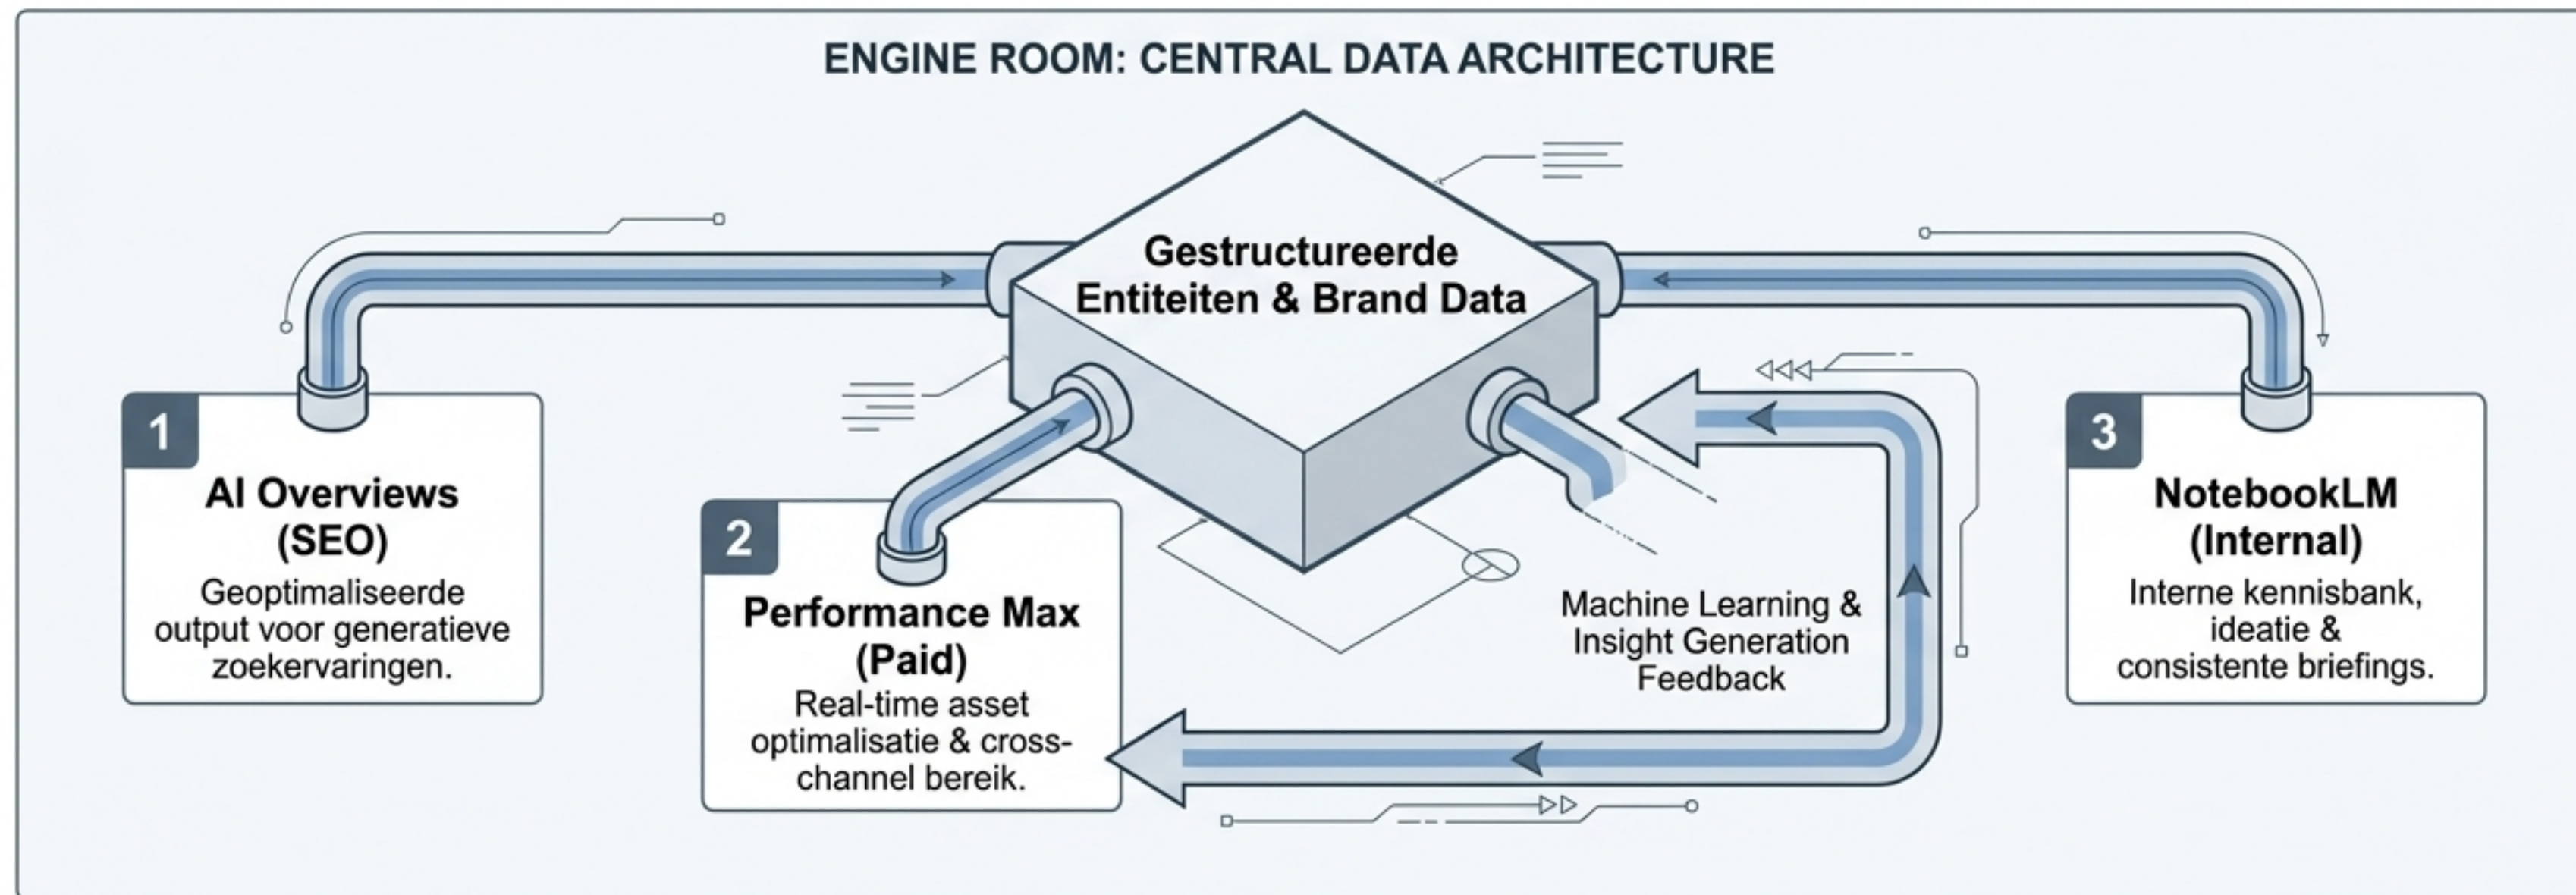 ENGINE ROOM: CENTRAL DATA ARCHITECTURE
Gestructureerde
Entiteiten & Brand Data
1
AI Overviews
(SEO)
Geoptimaliseerde
output voor generatieve
zoekervaringen.
2
Performance Max
(Paid)
Real-time asset
optimalisatie & cross-
channel bereik.
Machine Learning &
Insight Generation
Feedback
3
NotebookLM
(Internal)
Interne kennisbank,
ideatie &
consistente briefings.